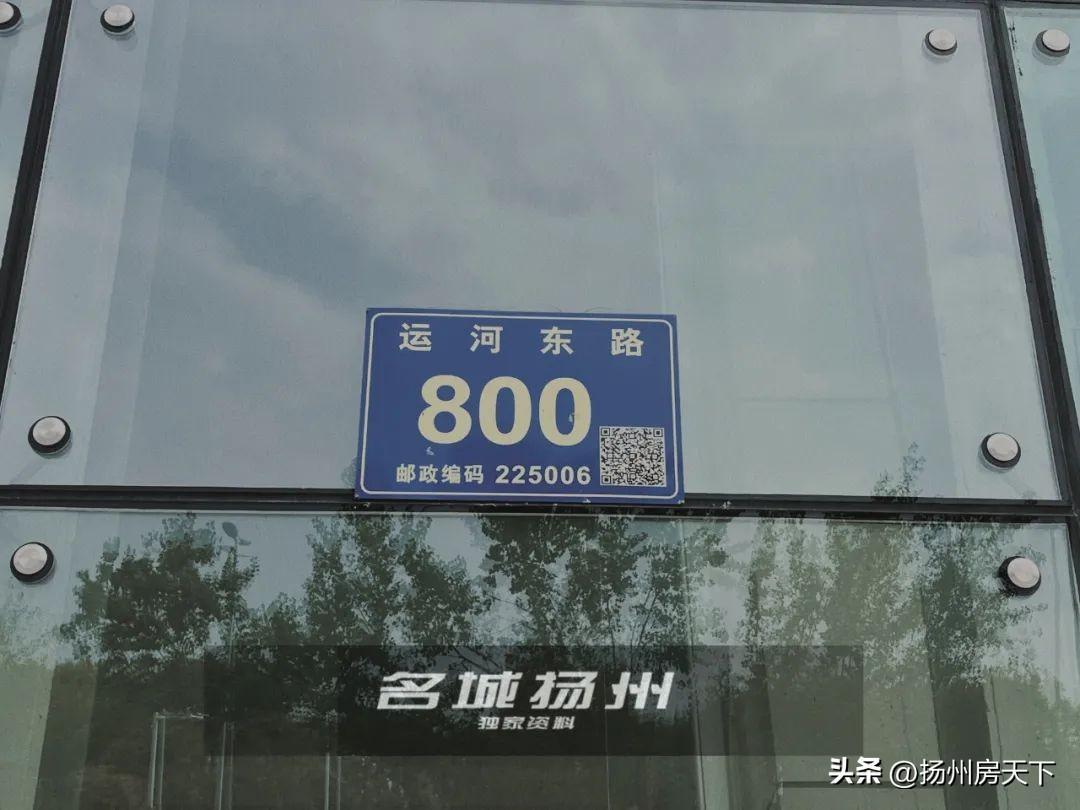 运河东路
800
邮政编码 225006
名城扬州
独家资料
头条 @扬州房天下